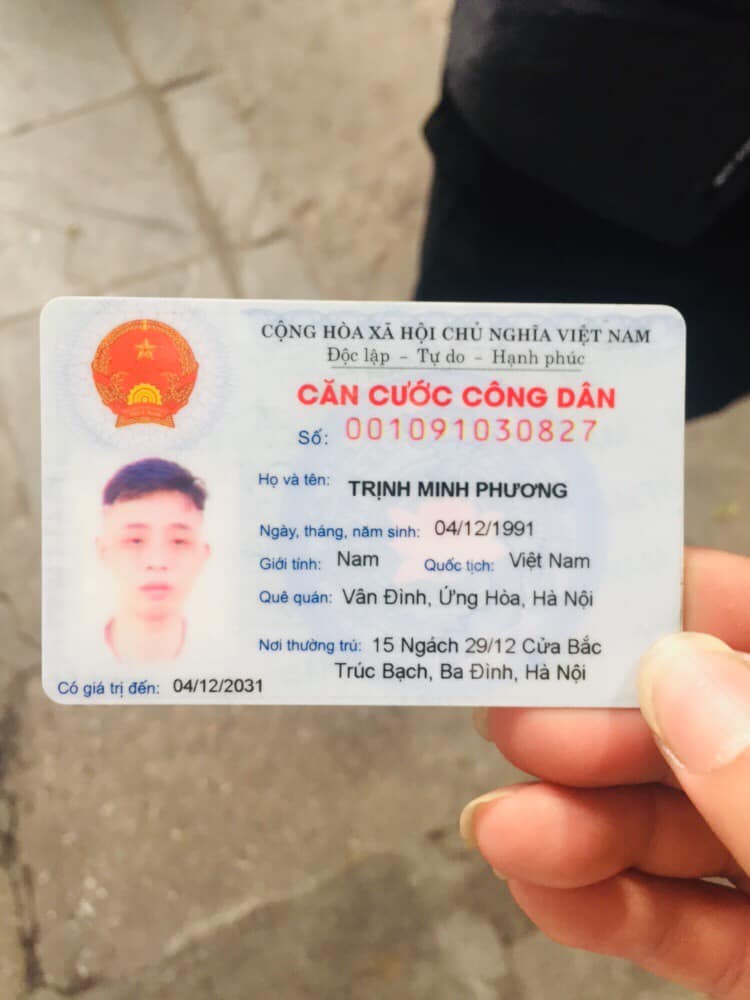 CỘNG HÒA XÃ HỘI CHỦ NGHĨA VIỆT NAM
Độc lập - Tự do - Hạnh phúc
CĂN CƯỚC CÔNG DÂN
Số: 001091030827
Họ và tên: TRỊNH MINH PHƯƠNG
Ngày, tháng, năm sinh: 04/12/1991
Giới tính: Nam Quốc tịch: Việt Nam
Quê quán: Vân Đình, Ứng Hòa, Hà Nội
Nơi thường trú: 15 Ngách 29/12 Cửa Bắc
Trúc Bạch, Ba Đình, Hà Nội
Có giá trị đến: 04/12/2031